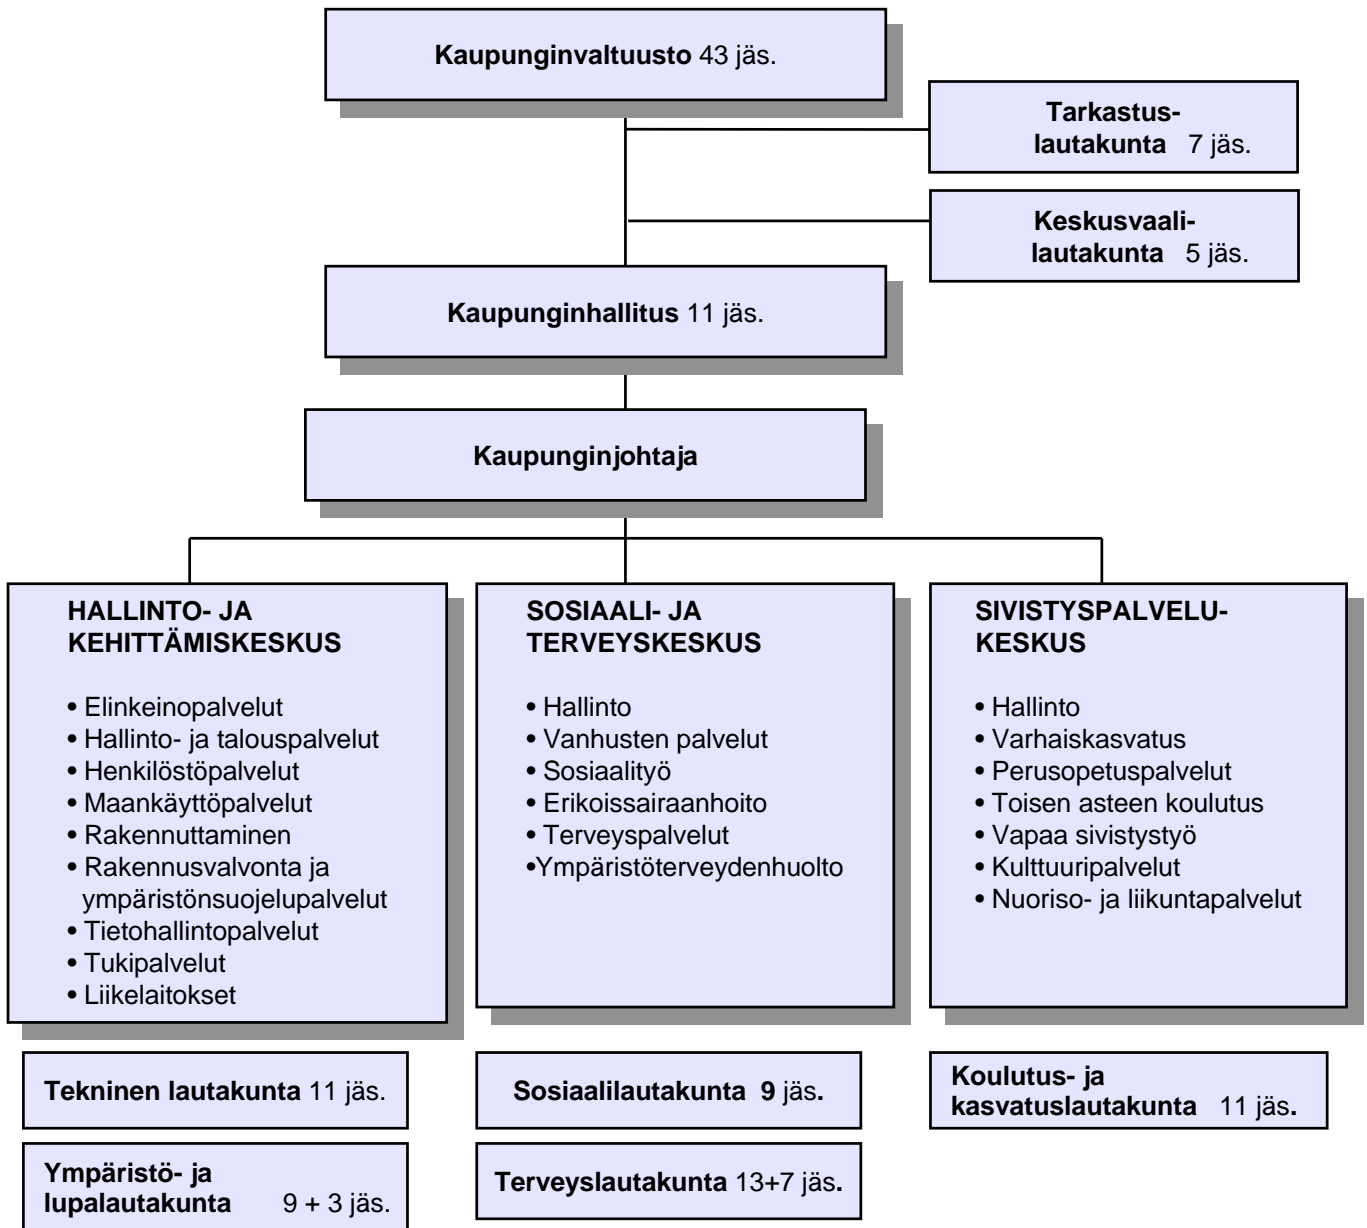 Kaupunginvaltuusto 43 jäs.
Tarkastus-
lautakunta 7 jäs.
Keskusvaali-
lautakunta 5 jäs.
Kaupunginhallitus 11 jäs.
Kaupunginjohtaja
HALLINTO- JA
KEHITTÄMISKESKUS
• Elinkeinopalvelut
• Hallinto- ja talouspalvelut
• Henkilöstöpalvelut
• Maankäyttöpalvelut
• Rakennuttaminen
• Rakennusvalvonta ja
ympäristönsuojelupalvelut
• Tietohallintopalvelut
• Tukipalvelut
• Liikelaitokset
SOSIAALI- JA
TERVEYSKESKUS
• Hallinto
• Vanhusten palvelut
• Sosiaalityö
• Erikoissairaanhoito
• Terveyspalvelut
•Ympäristöterveydenhuolto
SIVISTYSPALVELU-
KESKUS
• Hallinto
• Varhaiskasvatus
• Perusopetuspalvelut
• Toisen asteen koulutus
• Vapaa sivistystyö
• Kulttuuripalvelut
• Nuoriso- ja liikuntapalvelut
Tekninen lautakunta 11 jäs.
Ympäristö- ja
lupalautakunta 9 + 3 jäs.
Sosiaalilautakunta 9 jäs.
Terveyslautakunta 13+7 jäs.
Koulutus- ja
kasvatuslautakunta 11 jäs.